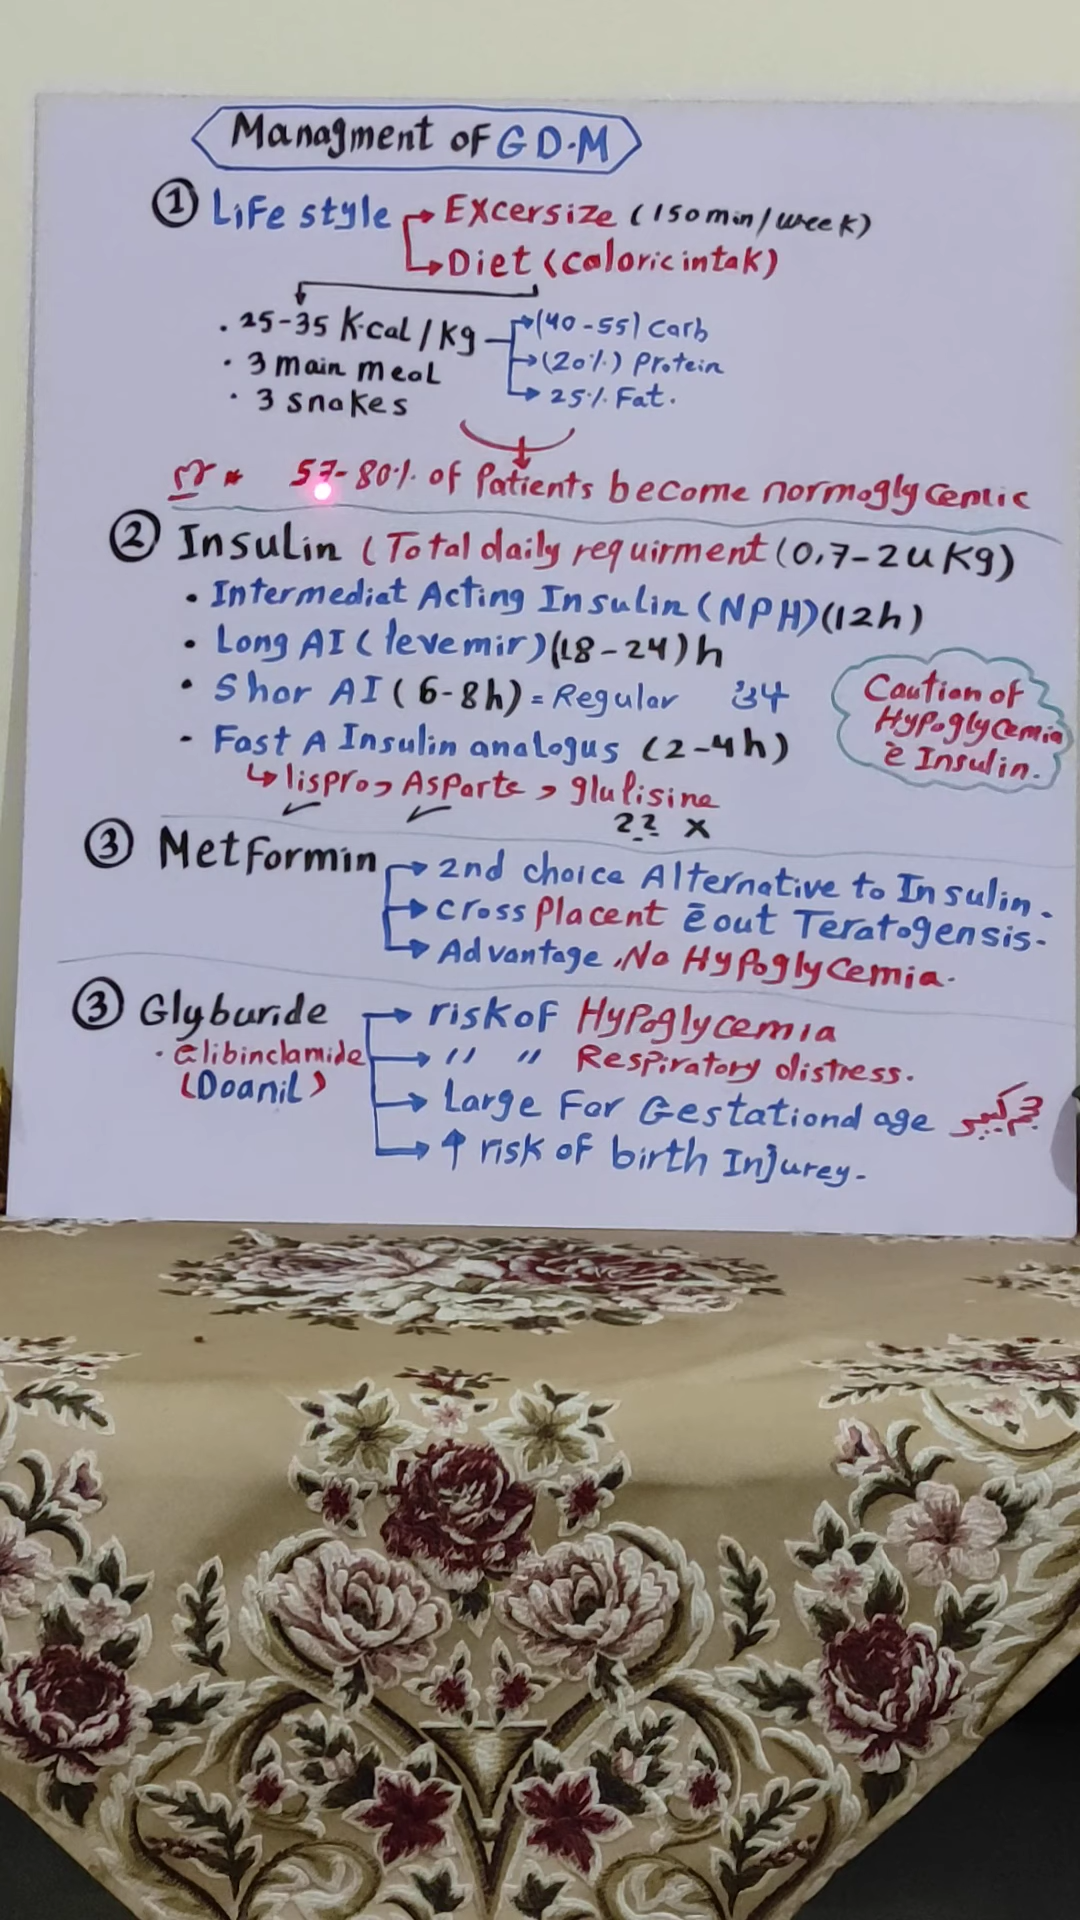 Managment of GD.M
① Life style → Excersize (150 min/week)
→ Diet (caloric intak)
. 25-35 K.cal/Kg → (40-55) Carb
→ (20%) Protein
→ 25% Fat.
· 3 main meal
· 3 snakes
* 57-80% of Patients become normoglycemic
② Insulin (Total daily requirment (0,7-2u Kg)
• Intermediat Acting Insulin (NPH) (12h)
• Long AI (levemir) (18-24) h
• Shor AI (6-8h) = Regular
- Fast A Insulin analogus (2-4h)
↳ lispro, Asparte, glulisine
✓ ✓ ?? X
Caution of
Hypoglycemia
ē Insulin.
③ Metformin → 2nd choice Alternative to Insulin.
→ cross Placent ēout Teratogensis.
→ Advantage, No Hypoglycemia.
③ Glyburide → risk of Hypoglycemia
· Glibinclamide → " " Respiratory distress.
(Doanil)
→ Large For Gestationd age حجم كبير
→ ↑ risk of birth Injurey.